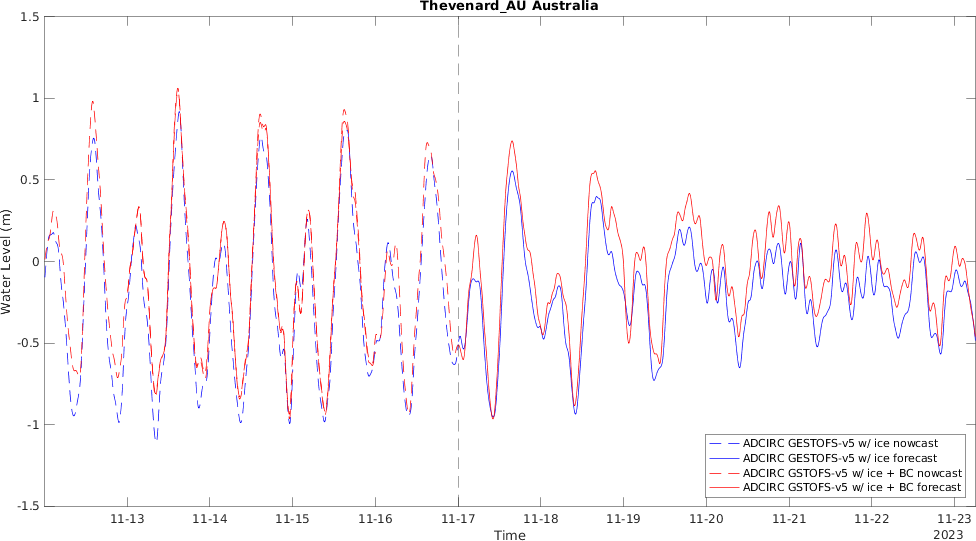 Thevenard_AU Australia
1.5
1
0.5
0
-0.5
-1
-1.5
Water Level (m)
11-13 11-14 11-15 11-16 11-17 11-18 11-19 11-20 11-21 11-22 11-23
Time
2023
ADCIRC GESTOFS-v5 w/ ice nowcast
ADCIRC GESTOFS-v5 w/ ice forecast
ADCIRC GSTOFS-v5 w/ ice + BC nowcast
ADCIRC GSTOFS-v5 w/ ice + BC forecast